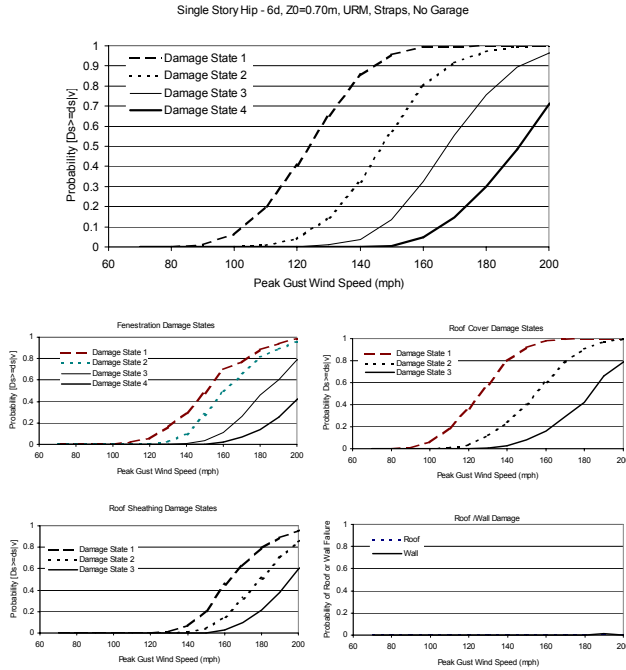 Single Story Hip - 6d, Z0=0.70m, URM, Straps, No Garage
Probability [Ds>=ds|v]
1
0.9
0.8
0.7
0.6
0.5
0.4
0.3
0.2
0.1
0
Damage State 1
Damage State 2
Damage State 3
Damage State 4
60 80 100 120 140 160 180 200
Peak Gust Wind Speed (mph)
Fenestration Damage States
Probability [Ds>=ds|v]
1
0.8
0.6
0.4
0.2
0
Damage State 1
Damage State 2
Damage State 3
Damage State 4
60 80 100 120 140 160 180 200
Peak Gust Wind Speed (mph)
Roof Cover Damage States
Probability Ds>=ds|v]
1
0.8
0.6
0.4
0.2
0
Damage State 1
Damage State 2
Damage State 3
60 80 100 120 140 160 180 200
Peak Gust Wind Speed (mph)
Roof Sheathing Damage States
Probability [Ds>=ds|v]
1
0.8
0.6
0.4
0.2
0
Damage State 1
Damage State 2
Damage State 3
60 80 100 120 140 160 180 200
Peak Gust Wind Speed (mph)
Roof /Wall Damage
Probability of Roof or Wall Failure
1
0.8
0.6
0.4
0.2
0
Roof
Wall
60 80 100 120 140 160 180 200
Peak Gust Wind Speed (mph)